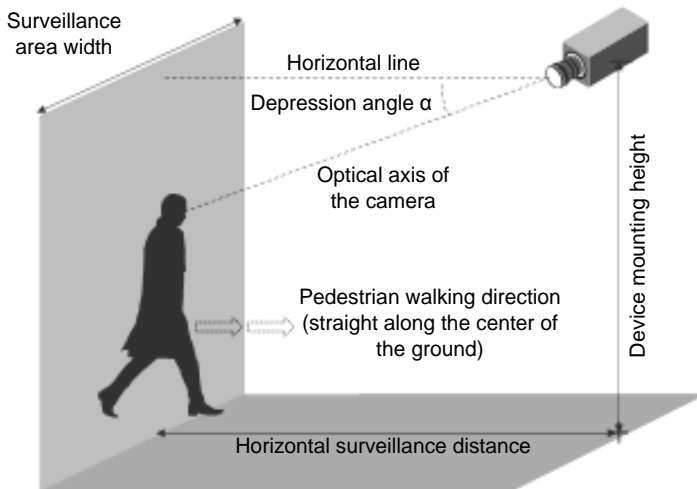 Surveillance
area width
Horizontal line
Depression angle α
Optical axis of
the camera
Device mounting height
Pedestrian walking direction
(straight along the center of
the ground)
Horizontal surveillance distance